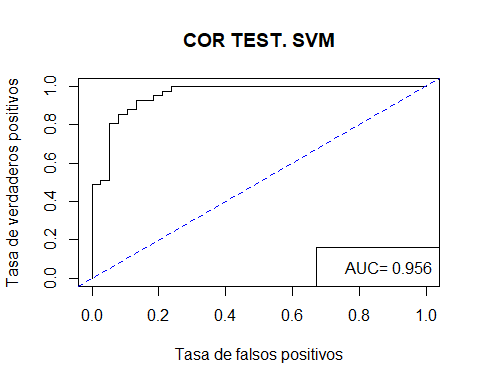 COR TEST. SVM
Tasa de verdaderos positivos
1.0
0.8
0.6
0.4
0.2
0.0
AUC= 0.956
0.0 0.2 0.4 0.6 0.8 1.0
Tasa de falsos positivos